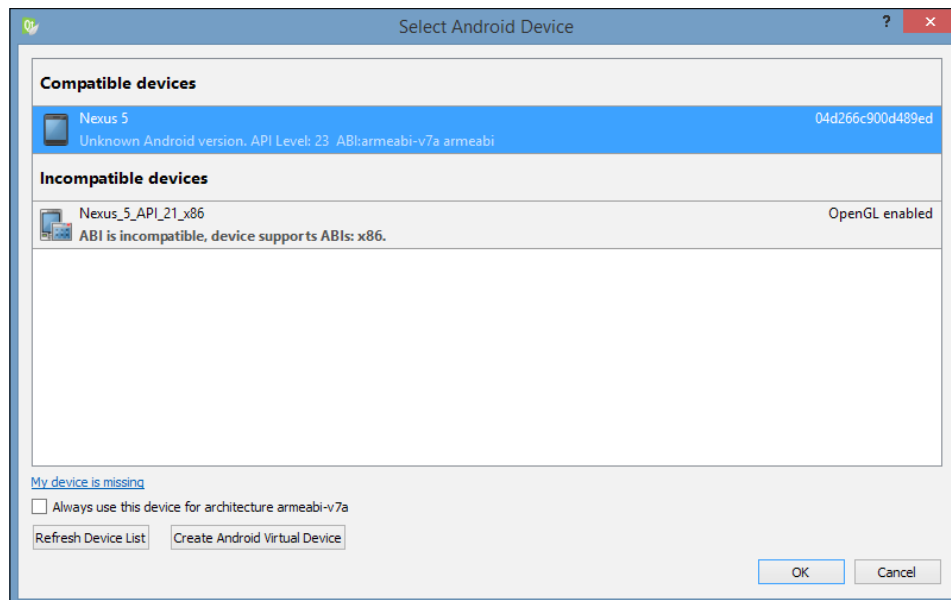 Select Android Device
?
Compatible devices
Nexus 5 04d266c900d489ed
Unknown Android version. API Level: 23 ABI:armeabi-v7a armeabi
Incompatible devices
Nexus_5_API_21_x86 OpenGL enabled
ABI is incompatible, device supports ABIs: x86.
My device is missing
Always use this device for architecture armeabi-v7a
Refresh Device List Create Android Virtual Device
OK Cancel